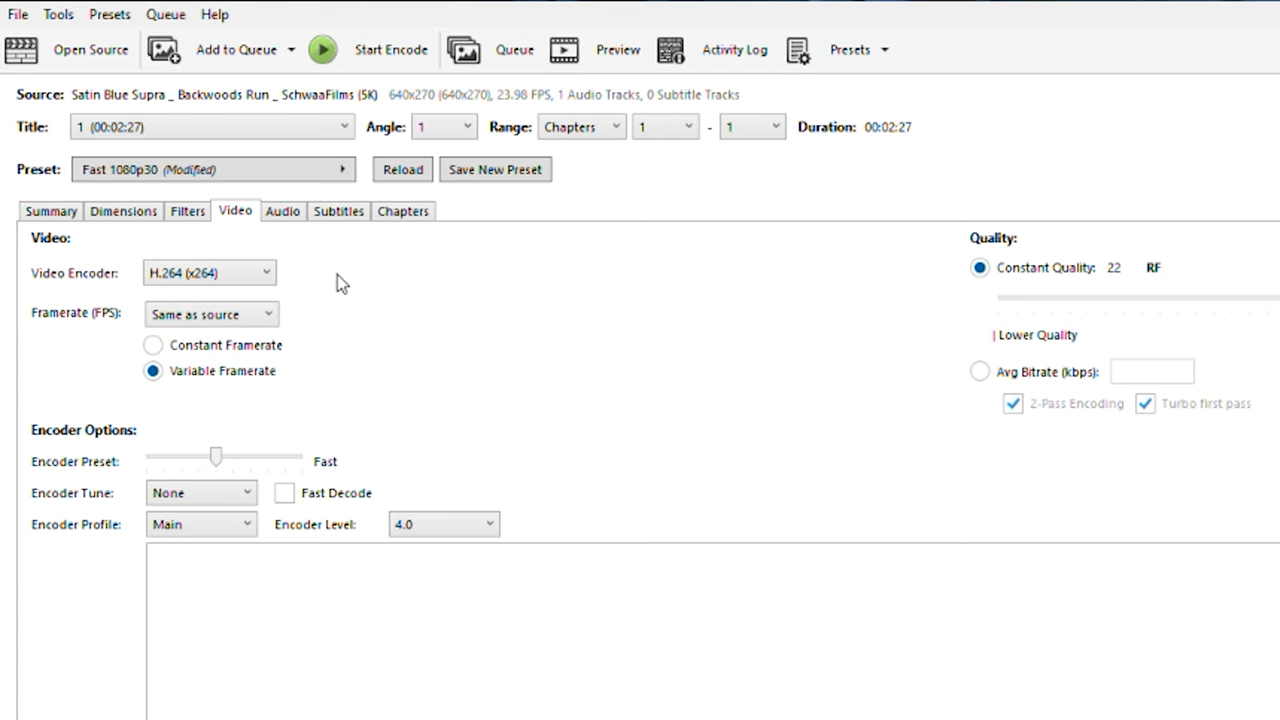 File Tools Presets Queue Help
Open Source Add to Queue Start Encode Queue Preview Activity Log Presets
Source: Satin Blue Supra _ Backwoods Run _ SchwaaFilms (5K) 640x270 (640x270), 23.98 FPS, 1 Audio Tracks, 0 Subtitle Tracks
Title: 1 (00:02:27) Angle: 1 Range: Chapters 1 - 1 Duration: 00:02:27
Preset: Fast 1080p30 (Modified) Reload Save New Preset
Summary Dimensions Filters Video Audio Subtitles Chapters
Video: Quality:
Video Encoder: H.264 (x264) Constant Quality: 22 RF
Framerate (FPS): Same as source
| Lower Quality
Constant Framerate
Variable Framerate Avg Bitrate (kbps):
2-Pass Encoding Turbo first pass
Encoder Options:
Encoder Preset: Fast
Encoder Tune: None Fast Decode
Encoder Profile: Main Encoder Level: 4.0